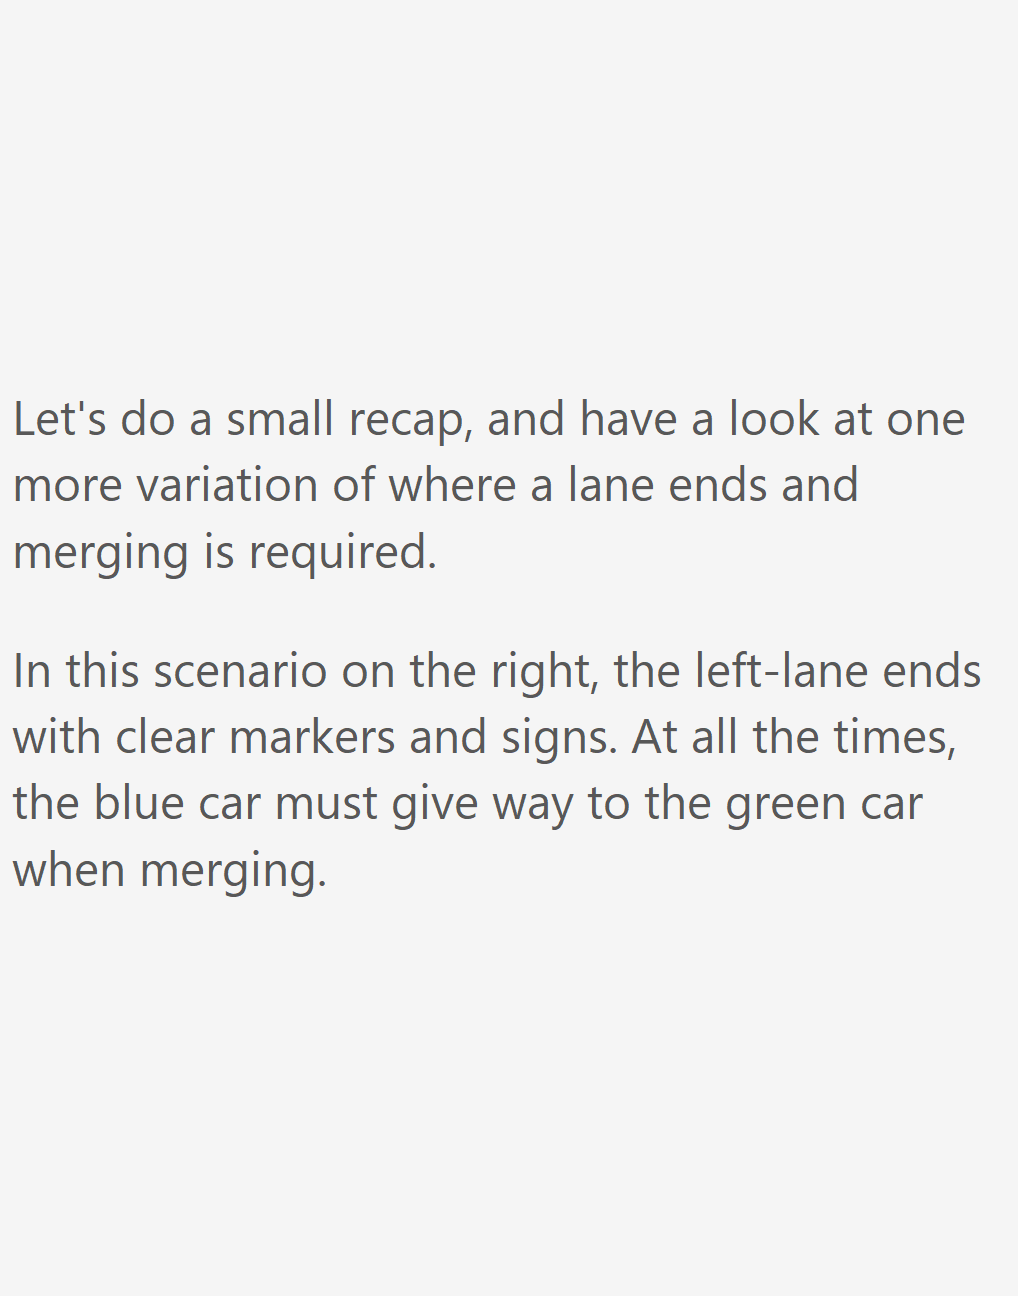 Let's do a small recap, and have a look at one
more variation of where a lane ends and
merging is required.
In this scenario on the right, the left-lane ends
with clear markers and signs. At all the times,
the blue car must give way to the green car
when merging.